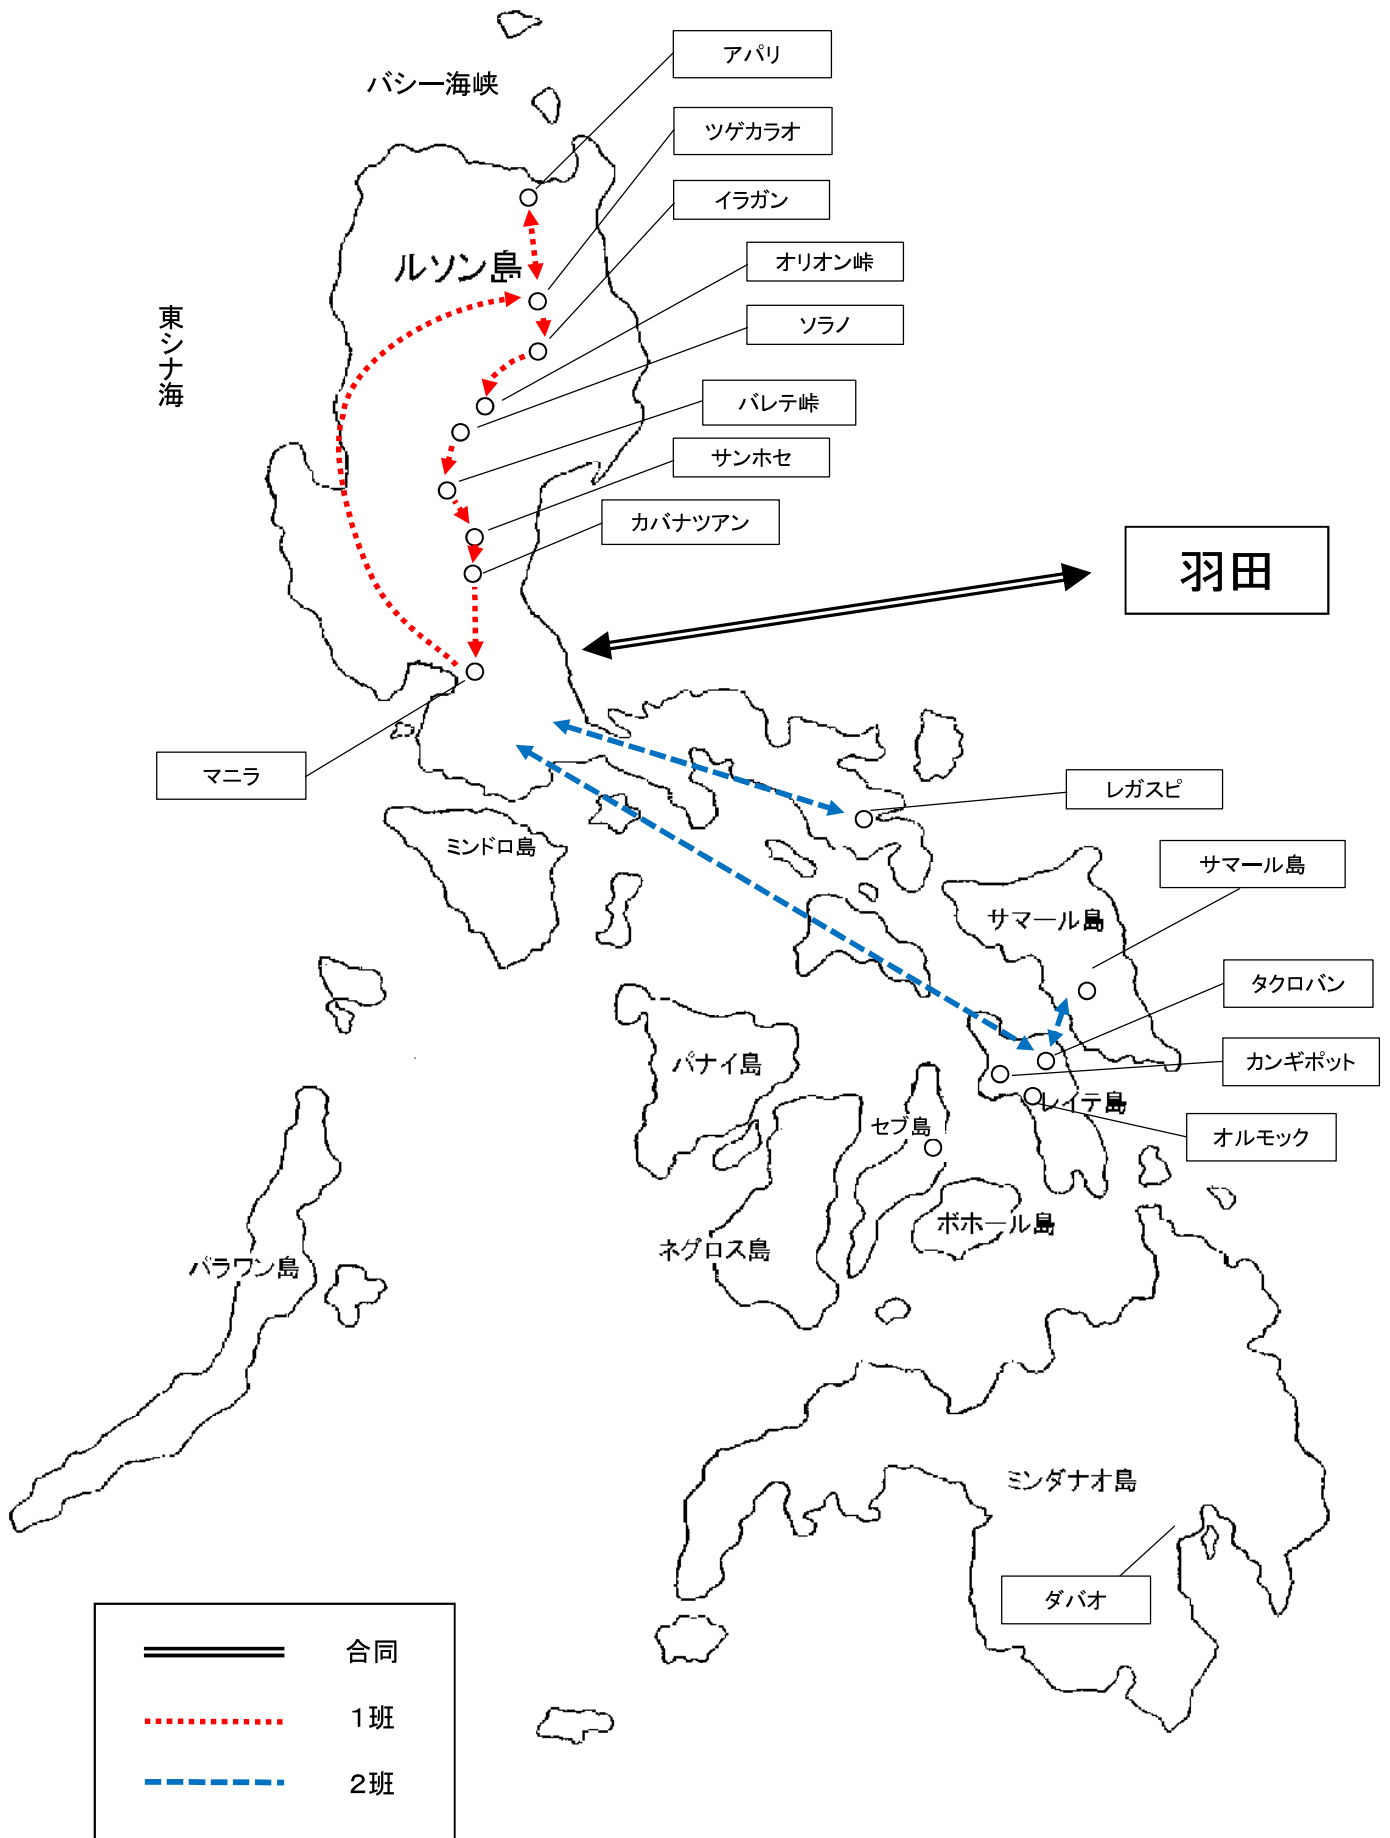 アパリ
バシー海峡
ツゲカラオ
イラガン
ルソン島
オリオン峠
ソラノ
東シナ海
バレテ峠
サンホセ
カバナツアン
羽田
マニラ
レガスピ
ミンドロ島
サマール島
サマール島
タクロバン
カンギポット
パナイ島
レイテ島
セブ島
オルモック
ボホール島
ネグロス島
パラワン島
ミンダナオ島
ダバオ
合同
1班
2班